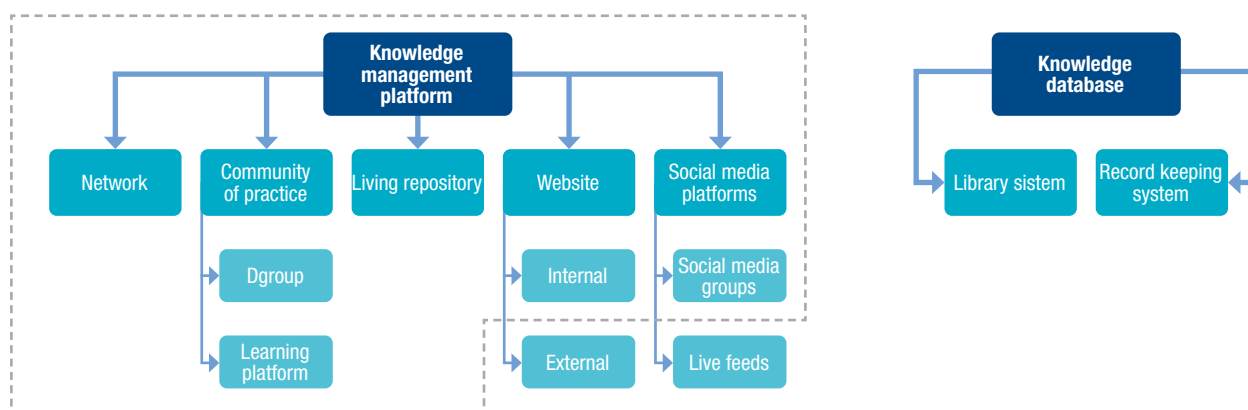 Knowledge
management
platform
Knowledge
database
Network
Community
of practice
Living repository
Website
Social media
platforms
Library sistem
Record keeping
system
Dgroup
Internal
Social media
groups
Learning
platform
External
Live feeds